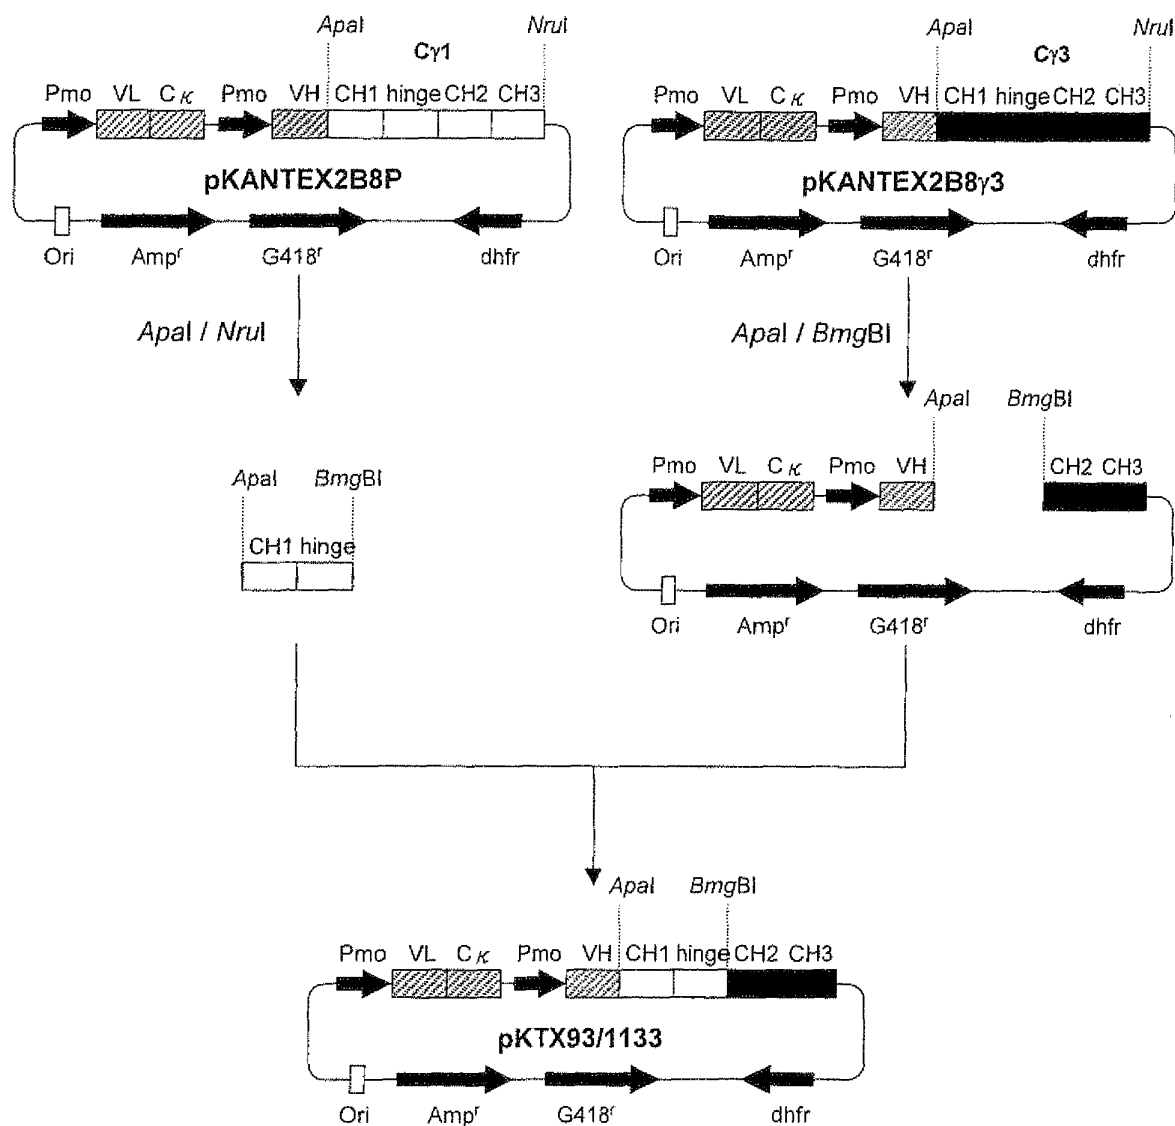 ApaI NruI
Cγ1
Pmo VL Cκ Pmo VH CH1 hinge CH2 CH3
pKANTEX2B8P
Ori Ampʳ G418ʳ dhfr
ApaI / NruI
ApaI NruI
Cγ3
Pmo VL Cκ Pmo VH CH1 hinge CH2 CH3
pKANTEX2B8γ3
Ori Ampʳ G418ʳ dhfr
ApaI / BmgBI
ApaI BmgBI
CH1 hinge
ApaI BmgBI
Pmo VL Cκ Pmo VH CH2 CH3
Ori Ampʳ G418ʳ dhfr
ApaI BmgBI
Pmo VL Cκ Pmo VH CH1 hinge CH2 CH3
pKTX93/1133
Ori Ampʳ G418ʳ dhfr